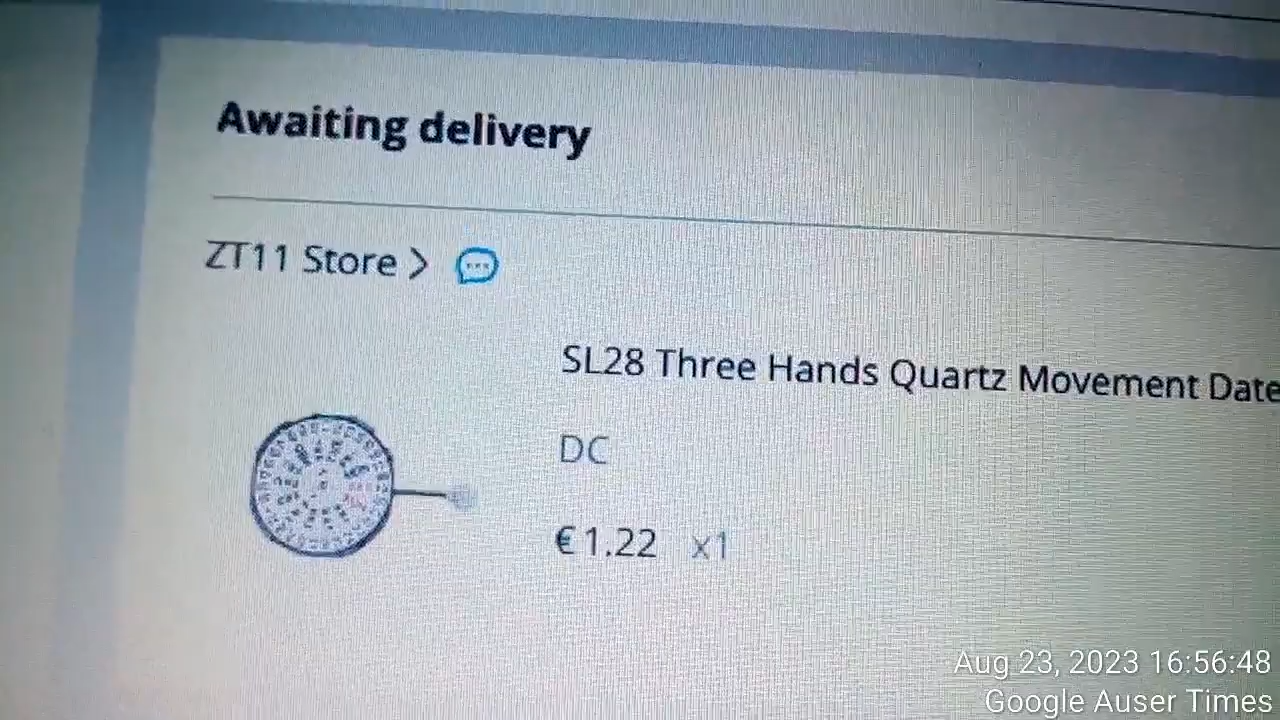 Awaiting delivery
ZT11 Store >
SL28 Three Hands Quartz Movement Date
DC
€1.22 x1
Aug 23, 2023 16:56:48
Google Auser Times